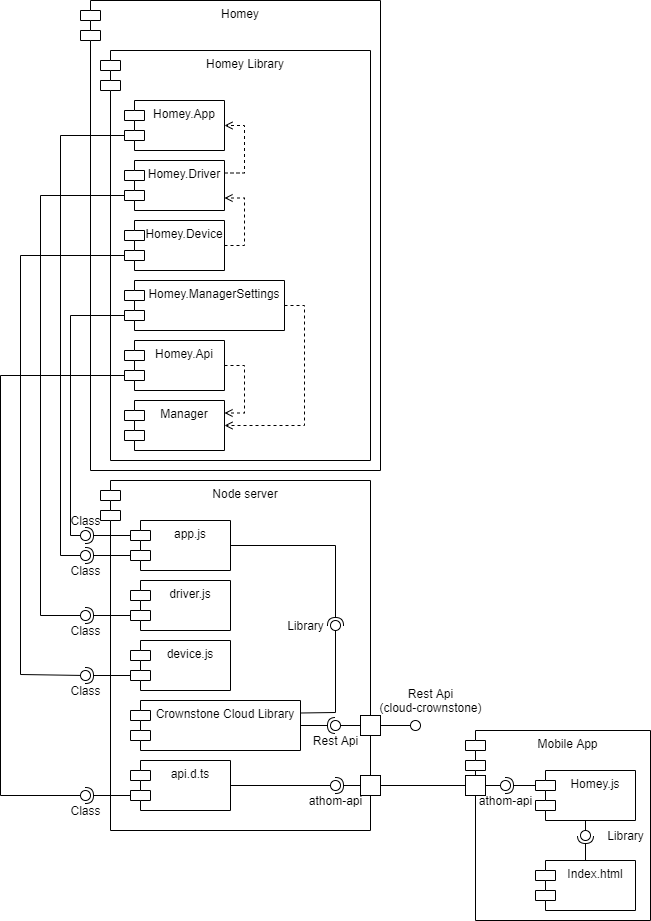 Homey
Homey Library
Homey.App
Homey.Driver
Homey.Device
Homey.ManagerSettings
Homey.Api
Manager
Node server
Class
app.js
Class
driver.js
Class
Library
device.js
Class
Crownstone Cloud Library
Rest Api
Rest Api
(cloud-crownstone)
Mobile App
api.d.ts
Class
athom-api
athom-api
Homey.js
Library
Index.html